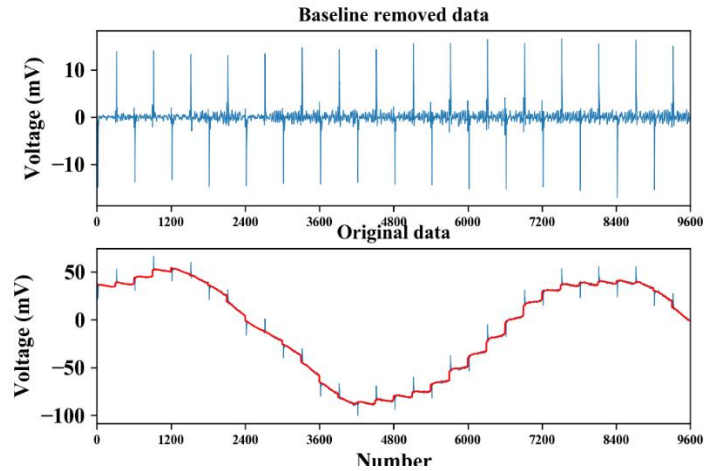 Baseline removed data
Voltage (mV)
10
0
−10
0 1200 2400 3600 4800 6000 7200 8400 9600
Original data
Voltage (mV)
50
0
−50
−100
0 1200 2400 3600 4800 6000 7200 8400 9600
Number